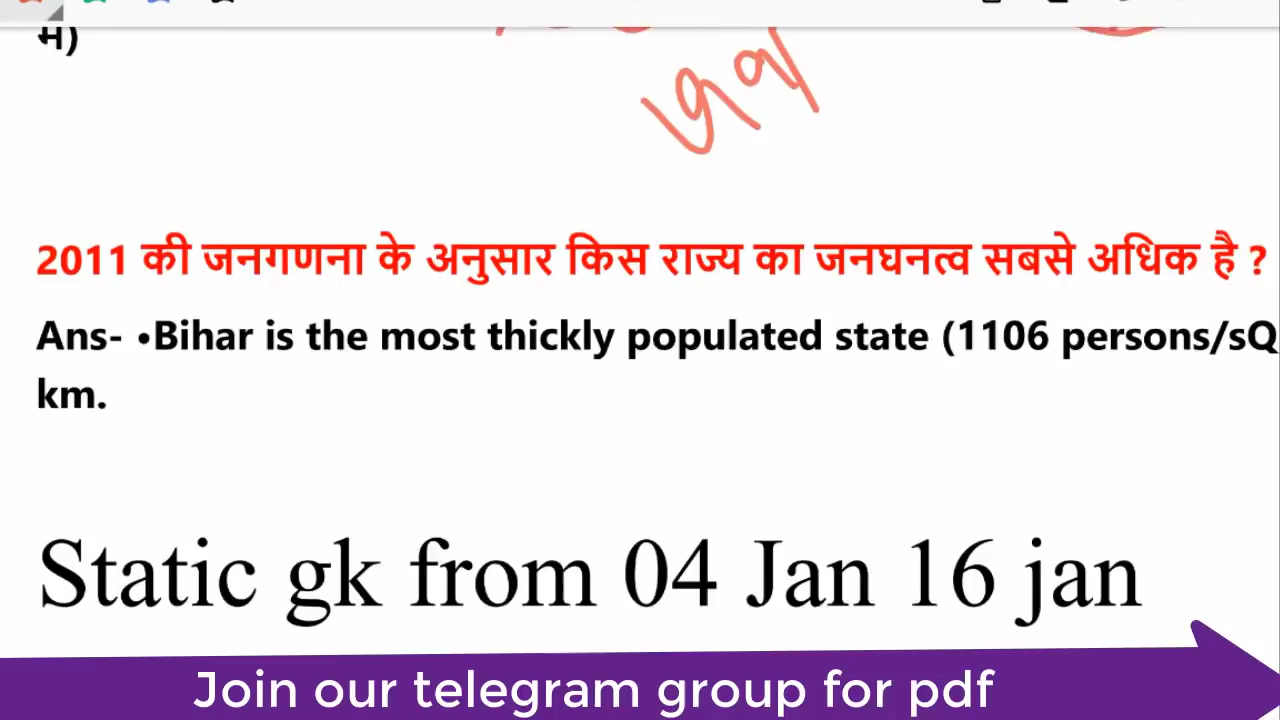 म)
2011 की जनगणना के अनुसार किस राज्य का जनघनत्व सबसे अधिक है ?
Ans- •Bihar is the most thickly populated state (1106 persons/sQ
km.
Static gk from 04 Jan 16 jan
Join our telegram group for pdf